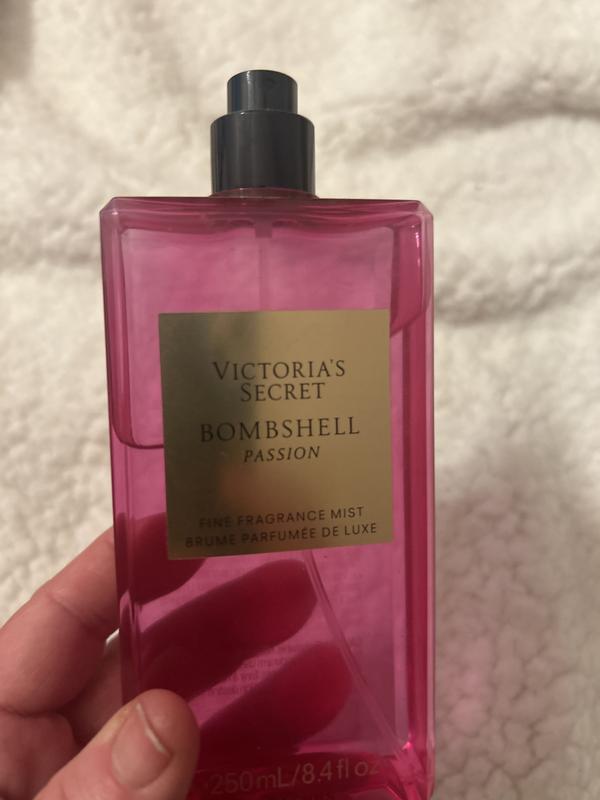 VICTORIA'S
SECRET
BOMBSHELL
PASSION
FINE FRAGRANCE MIST
BRUME PARFUMÉE DE LUXE
250mL/8.4 fl oz